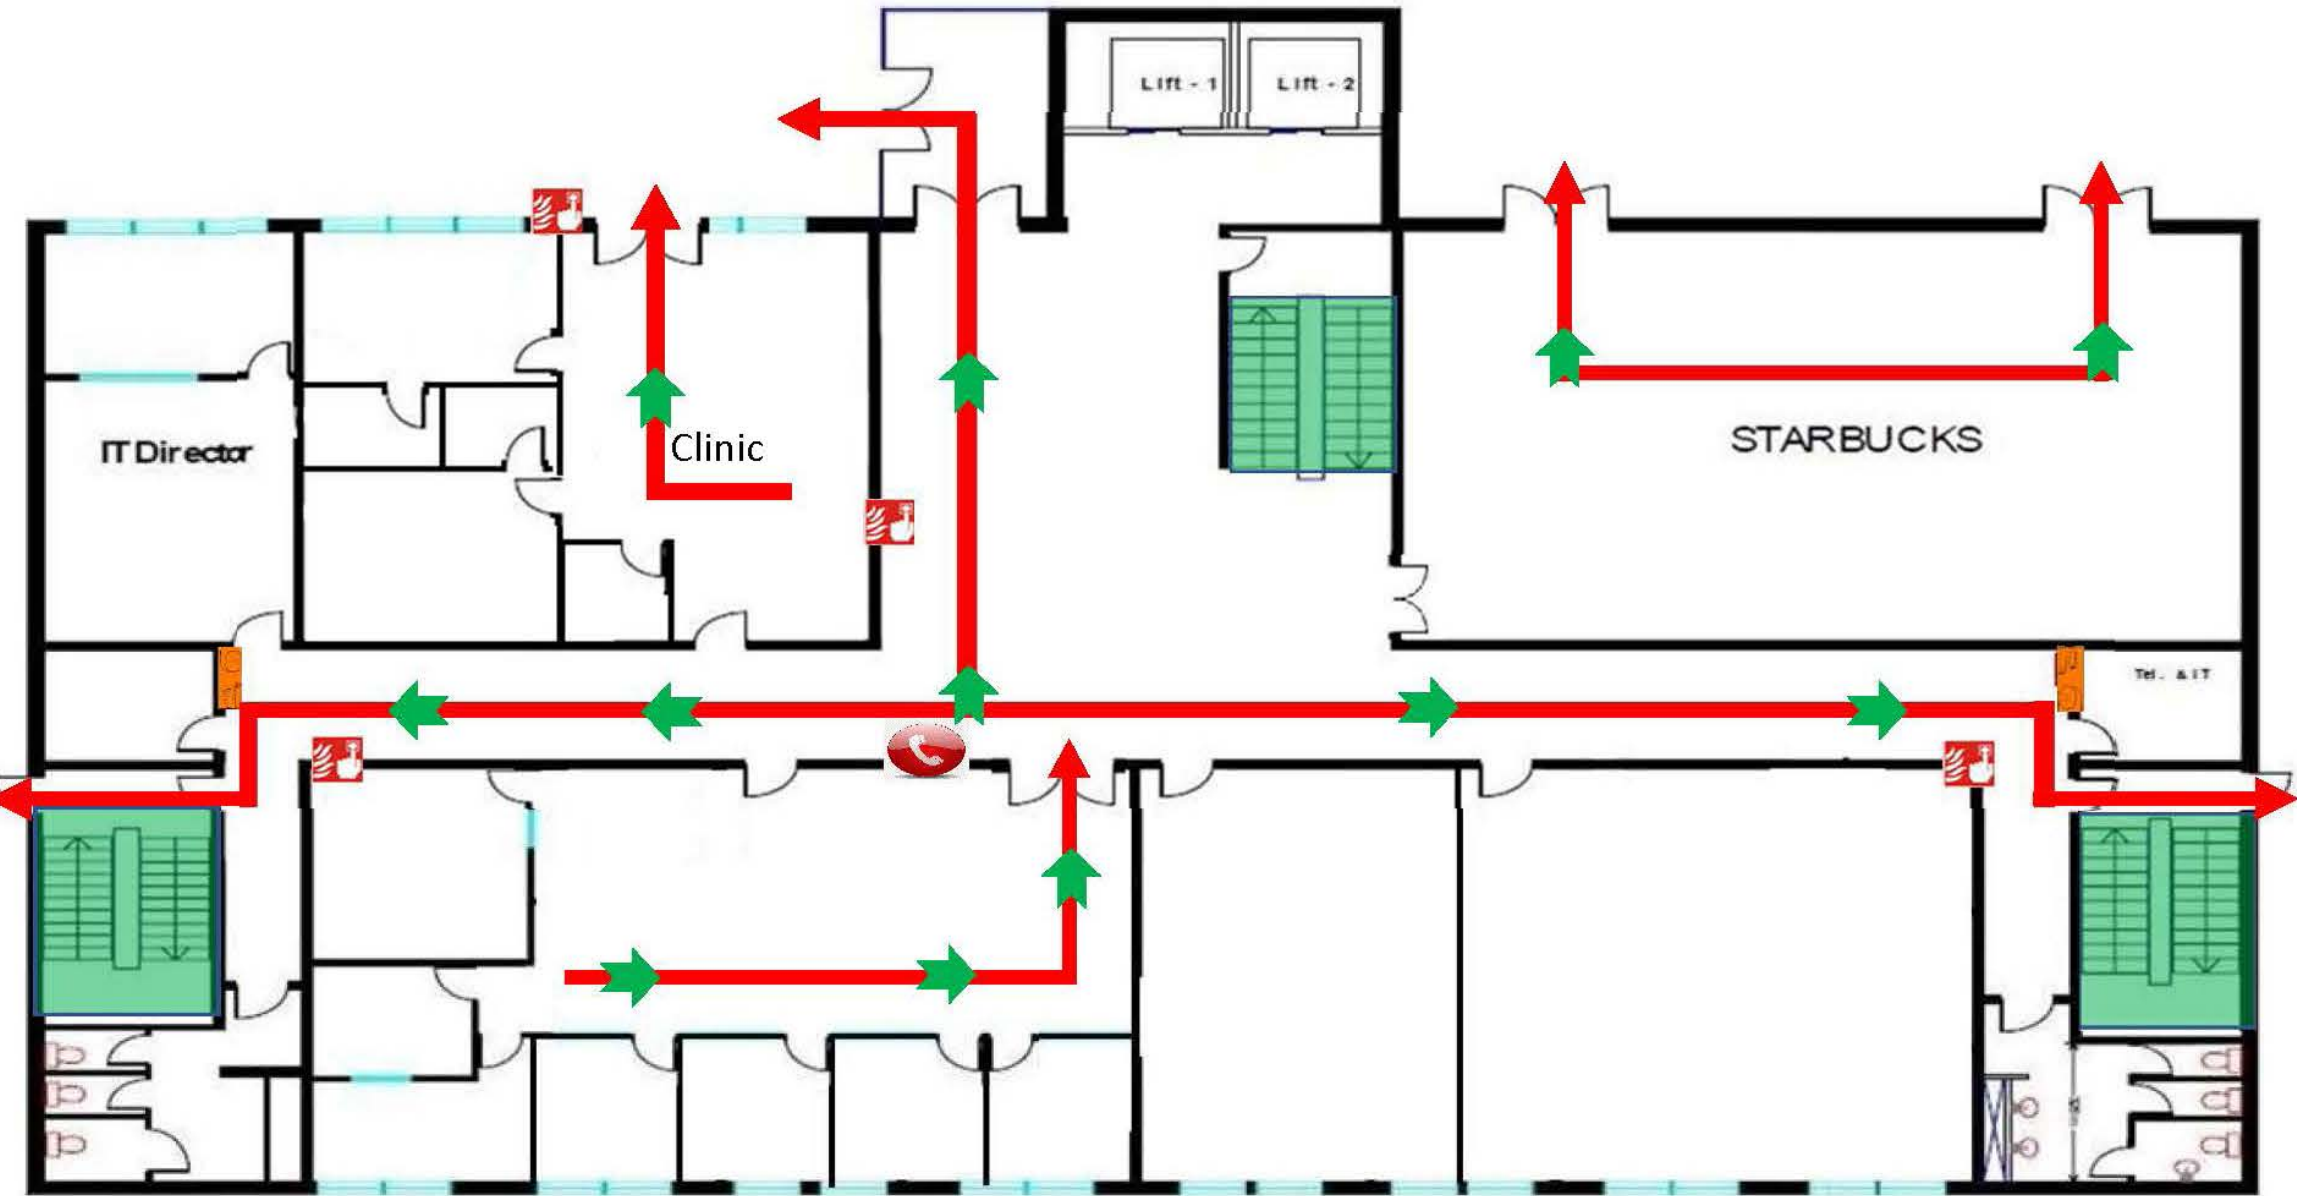 Lift - 1
Lift - 2
IT Director
Clinic
STARBUCKS
Tel. & IT